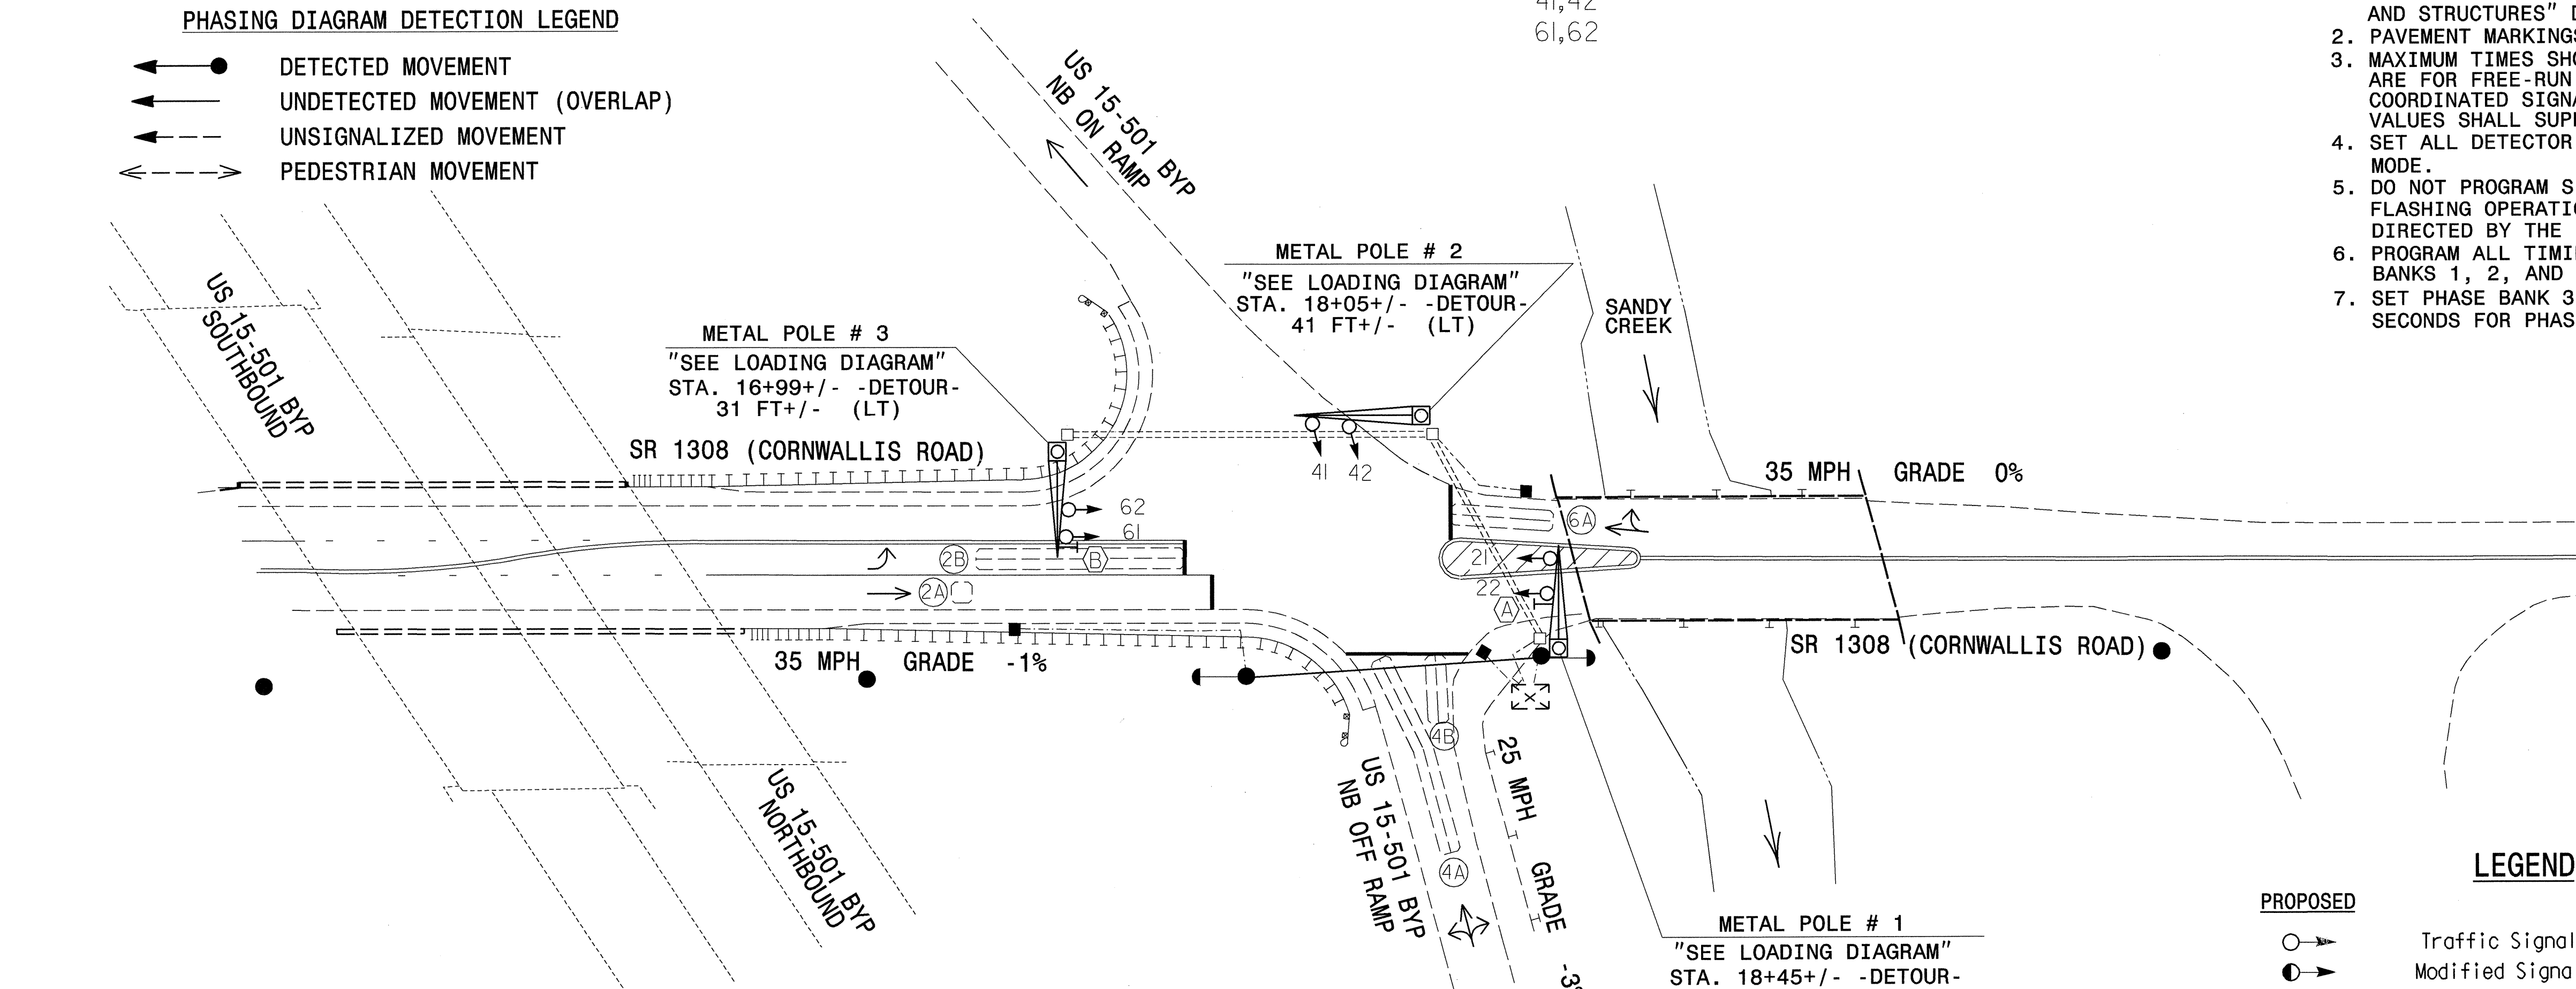 PHASING DIAGRAM DETECTION LEGEND
DETECTED MOVEMENT
UNDETECTED MOVEMENT (OVERLAP)
UNSIGNALIZED MOVEMENT
PEDESTRIAN MOVEMENT
41,42
61,62
AND STRUCTURES"
2. PAVEMENT MARKINGS
3. MAXIMUM TIMES
ARE FOR FREE-RUN
COORDINATED
VALUES SHALL
4. SET ALL DETECTOR
MODE.
5. DO NOT PROGRAM
FLASHING
DIRECTED BY THE
6. PROGRAM ALL
BANKS 1, 2, AND
7. SET PHASE BANK 3
SECONDS FOR
US 15-501 BYP
NB ON RAMP
METAL POLE # 2
"SEE LOADING DIAGRAM"
STA. 18+05+/- -DETOUR-
41 FT+/- (LT)
SANDY
CREEK
US 15-501 BYP
SOUTHBOUND
METAL POLE # 3
"SEE LOADING DIAGRAM"
STA. 16+99+/- -DETOUR-
31 FT+/- (LT)
SR 1308 (CORNWALLIS ROAD)
41
42
35 MPH GRADE 0%
62
61
6A
2B
B
21
2A
22
A
35 MPH GRADE -1%
SR 1308 (CORNWALLIS ROAD)
X
4B
4A
25 MPH GRADE
US 15-501 BYP
NB OFF RAMP
US 15-501 BYP
NORTHBOUND
METAL POLE # 1
"SEE LOADING DIAGRAM"
STA. 18+45+/- -DETOUR-
LEGEND
PROPOSED
Traffic Signal
Modified